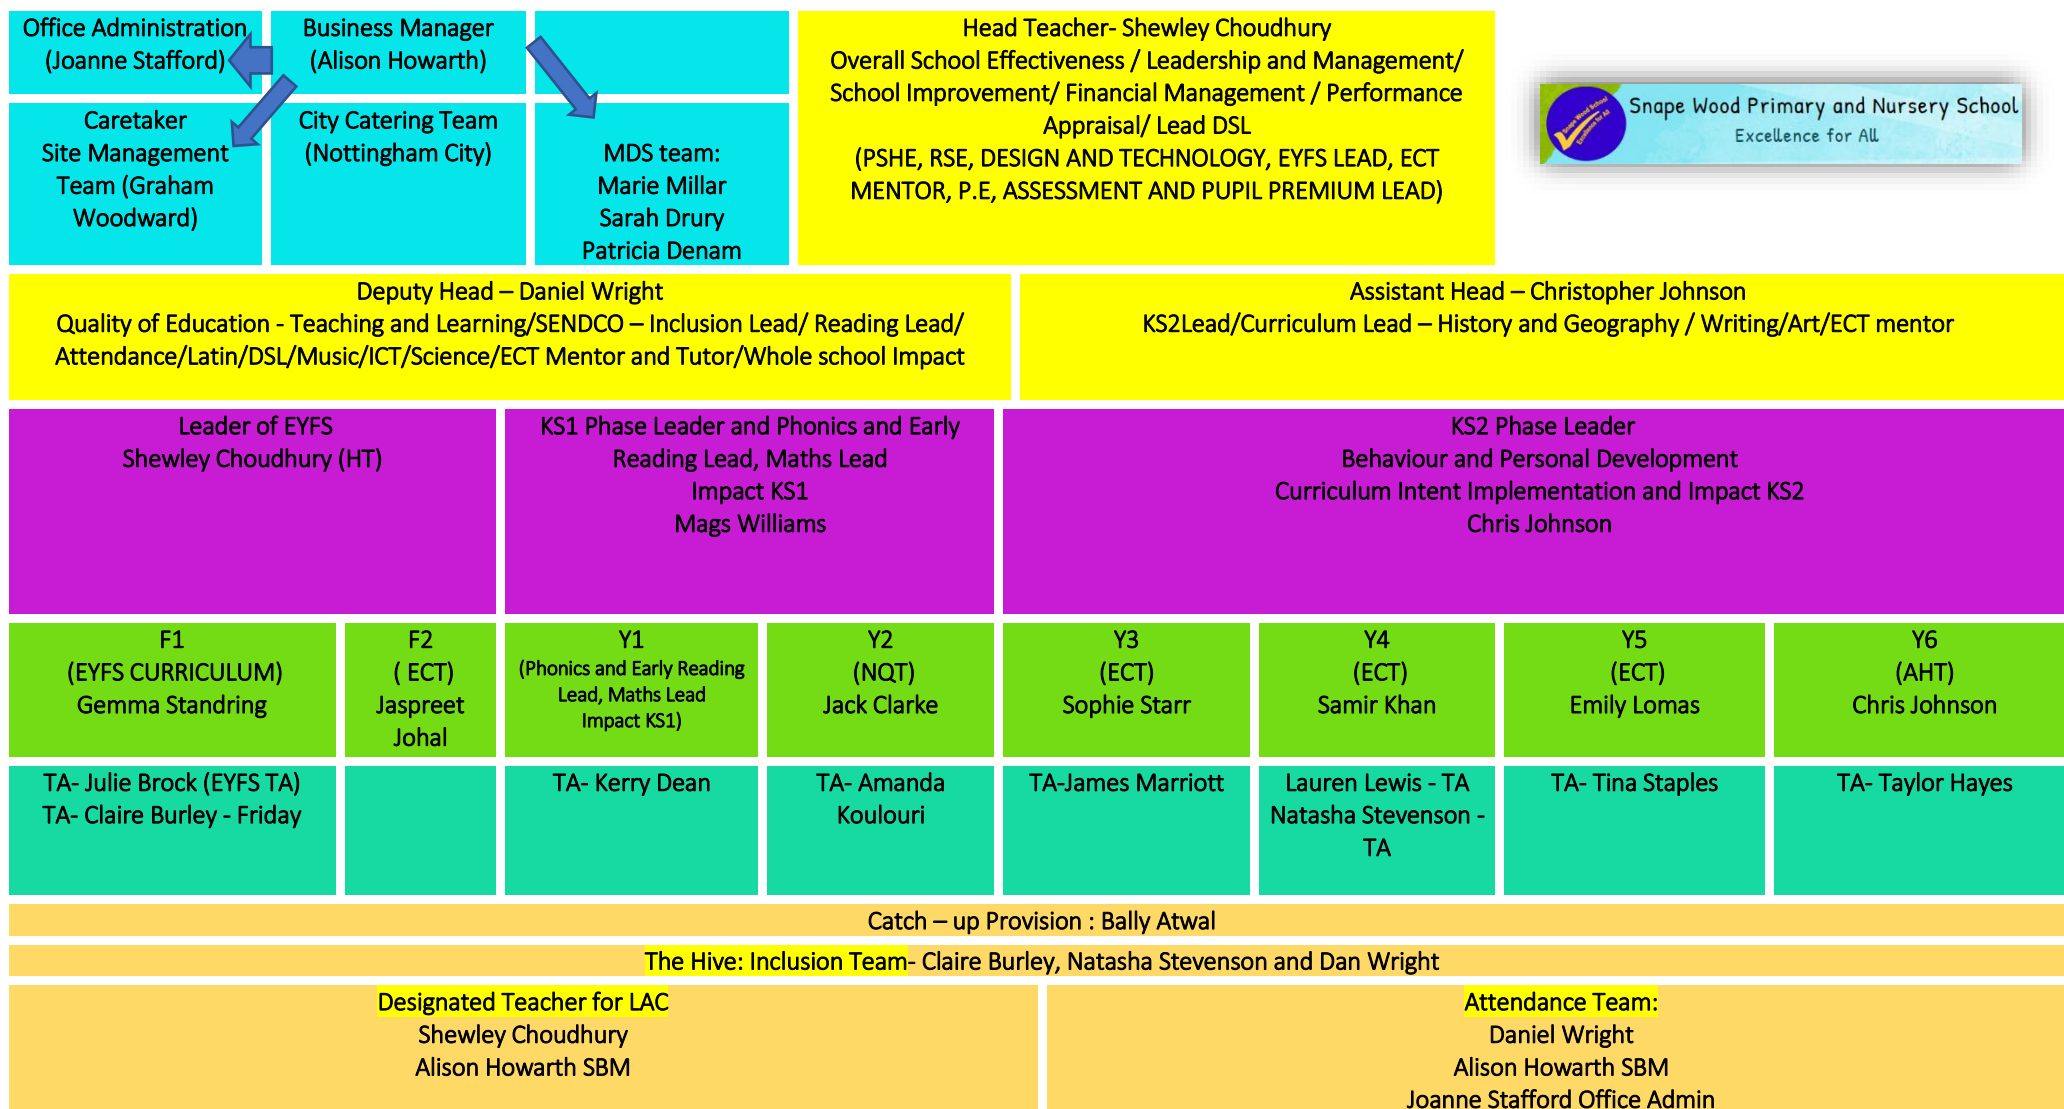 Office Administration
(Joanne Stafford)
Business Manager
(Alison Howarth)
Caretaker
Site Management
Team (Graham
Woodward)
City Catering Team
(Nottingham City)
MDS team:
Marie Millar
Sarah Drury
Patricia Denam
Head Teacher- Shewley Choudhury
Overall School Effectiveness / Leadership and Management/
School Improvement/ Financial Management / Performance
Appraisal/ Lead DSL
(PSHE, RSE, DESIGN AND TECHNOLOGY, EYFS LEAD, ECT
MENTOR, P.E, ASSESSMENT AND PUPIL PREMIUM LEAD)
Snape Wood School
Excellence for All
Snape Wood Primary and Nursery School
Excellence for All
Deputy Head – Daniel Wright
Quality of Education - Teaching and Learning/SENDCO – Inclusion Lead/ Reading Lead/
Attendance/Latin/DSL/Music/ICT/Science/ECT Mentor and Tutor/Whole school Impact
Assistant Head – Christopher Johnson
KS2Lead/Curriculum Lead – History and Geography / Writing/Art/ECT mentor
Leader of EYFS
Shewley Choudhury (HT)
KS1 Phase Leader and Phonics and Early
Reading Lead, Maths Lead
Impact KS1
Mags Williams
KS2 Phase Leader
Behaviour and Personal Development
Curriculum Intent Implementation and Impact KS2
Chris Johnson
F1
(EYFS CURRICULUM)
Gemma Standring
F2
( ECT)
Jaspreet
Johal
Y1
(Phonics and Early Reading
Lead, Maths Lead
Impact KS1)
Y2
(NQT)
Jack Clarke
Y3
(ECT)
Sophie Starr
Y4
(ECT)
Samir Khan
Y5
(ECT)
Emily Lomas
Y6
(AHT)
Chris Johnson
TA- Julie Brock (EYFS TA)
TA- Claire Burley - Friday
TA- Kerry Dean
TA- Amanda
Koulouri
TA-James Marriott
Lauren Lewis - TA
Natasha Stevenson -
TA
TA- Tina Staples
TA- Taylor Hayes
Catch – up Provision : Bally Atwal
The Hive: Inclusion Team- Claire Burley, Natasha Stevenson and Dan Wright
Designated Teacher for LAC
Shewley Choudhury
Alison Howarth SBM
Attendance Team:
Daniel Wright
Alison Howarth SBM
Joanne Stafford Office Admin